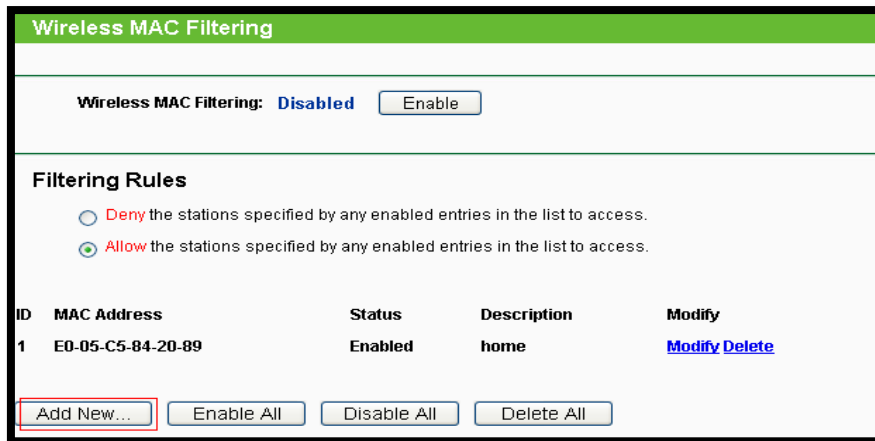 Wireless MAC Filtering
Wireless MAC Filtering: Disabled Enable
Filtering Rules
Deny the stations specified by any enabled entries in the list to access.
Allow the stations specified by any enabled entries in the list to access.
ID MAC Address Status Description Modify
1 E0-05-C5-84-20-89 Enabled home Modify Delete
Add New... Enable All Disable All Delete All